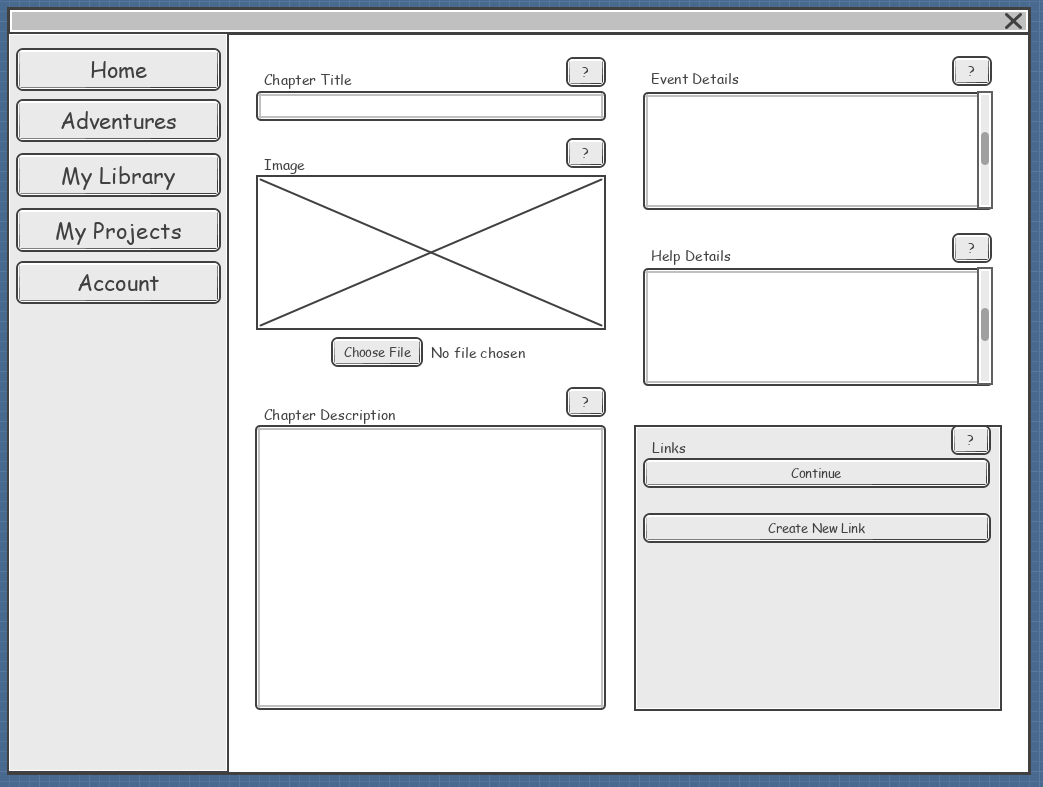 Home
Adventures
My Library
My Projects
Account
Chapter Title
?
Image
?
Choose File
No file chosen
Chapter Description
?
Event Details
?
Help Details
?
Links
?
Continue
Create New Link